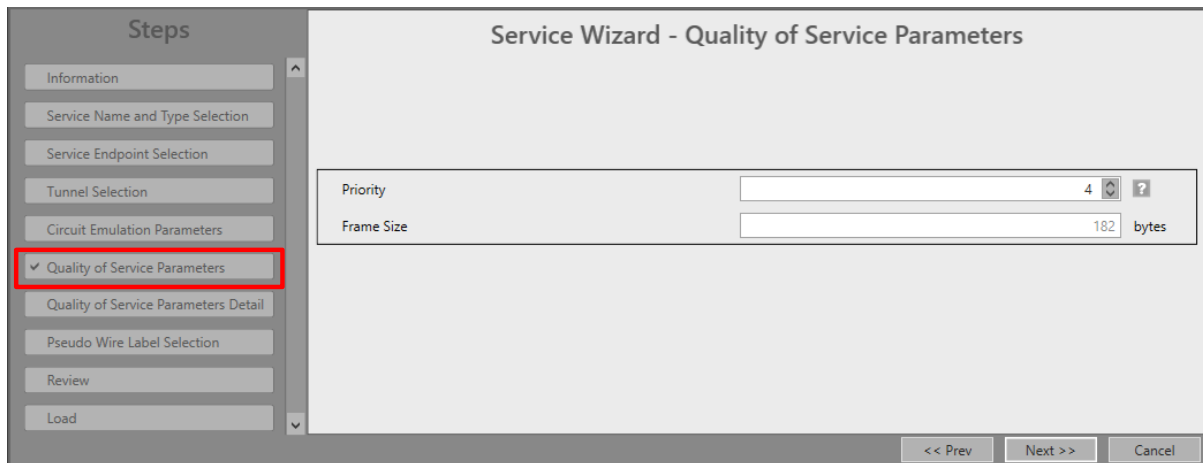 Steps
Information
Service Name and Type Selection
Service Endpoint Selection
Tunnel Selection
Circuit Emulation Parameters
✓ Quality of Service Parameters
Quality of Service Parameters Detail
Pseudo Wire Label Selection
Review
Load
Service Wizard - Quality of Service Parameters
Priority 4 ?
Frame Size 182 bytes
<< Prev Next >> Cancel